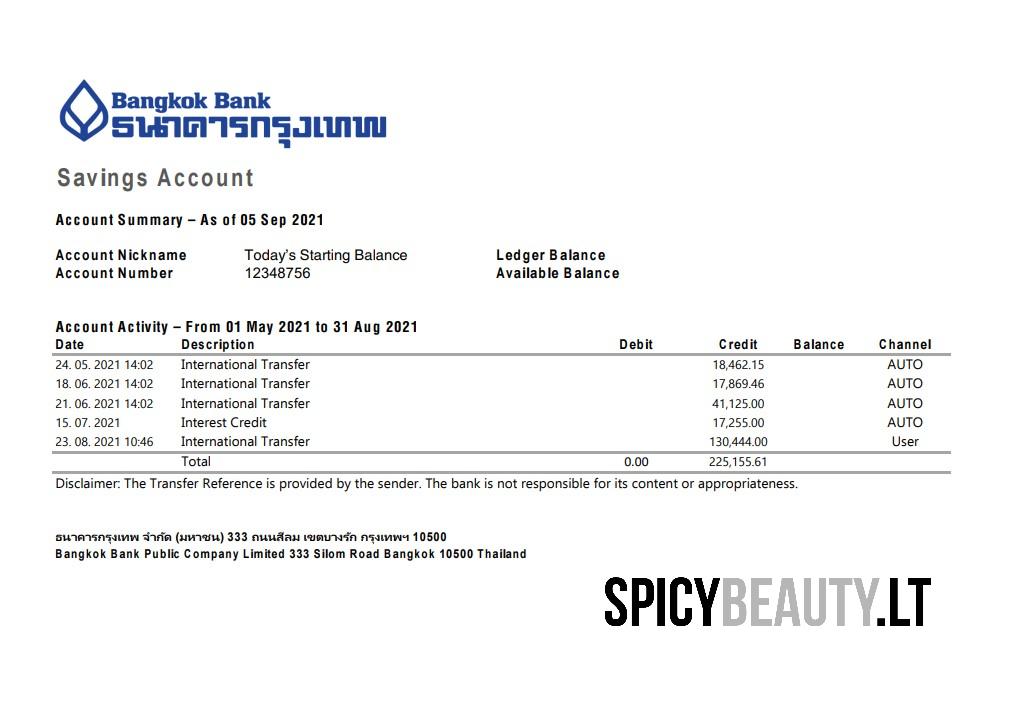 Bangkok Bank
ธนาคารกรุงเทพ
Savings Account
Account Summary – As of 05 Sep 2021
Account Nickname Today’s Starting Balance Ledger Balance
Account Number 12348756 Available Balance
Account Activity – From 01 May 2021 to 31 Aug 2021
Date Description Debit Credit Balance Channel
24. 05. 2021 14:02 International Transfer 18,462.15 AUTO
18. 06. 2021 14:02 International Transfer 17,869.46 AUTO
21. 06. 2021 14:02 International Transfer 41,125.00 AUTO
15. 07. 2021 Interest Credit 17,255.00 AUTO
23. 08. 2021 10:46 International Transfer 130,444.00 User
Total 0.00 225,155.61
Disclaimer: The Transfer Reference is provided by the sender. The bank is not responsible for its content or appropriateness.
ธนาคารกรุงเทพ จำกัด (มหาชน) 333 ถนนสีลม เขตบางรัก กรุงเทพฯ 10500
Bangkok Bank Public Company Limited 333 Silom Road Bangkok 10500 Thailand
SPICYBEAUTY.LT